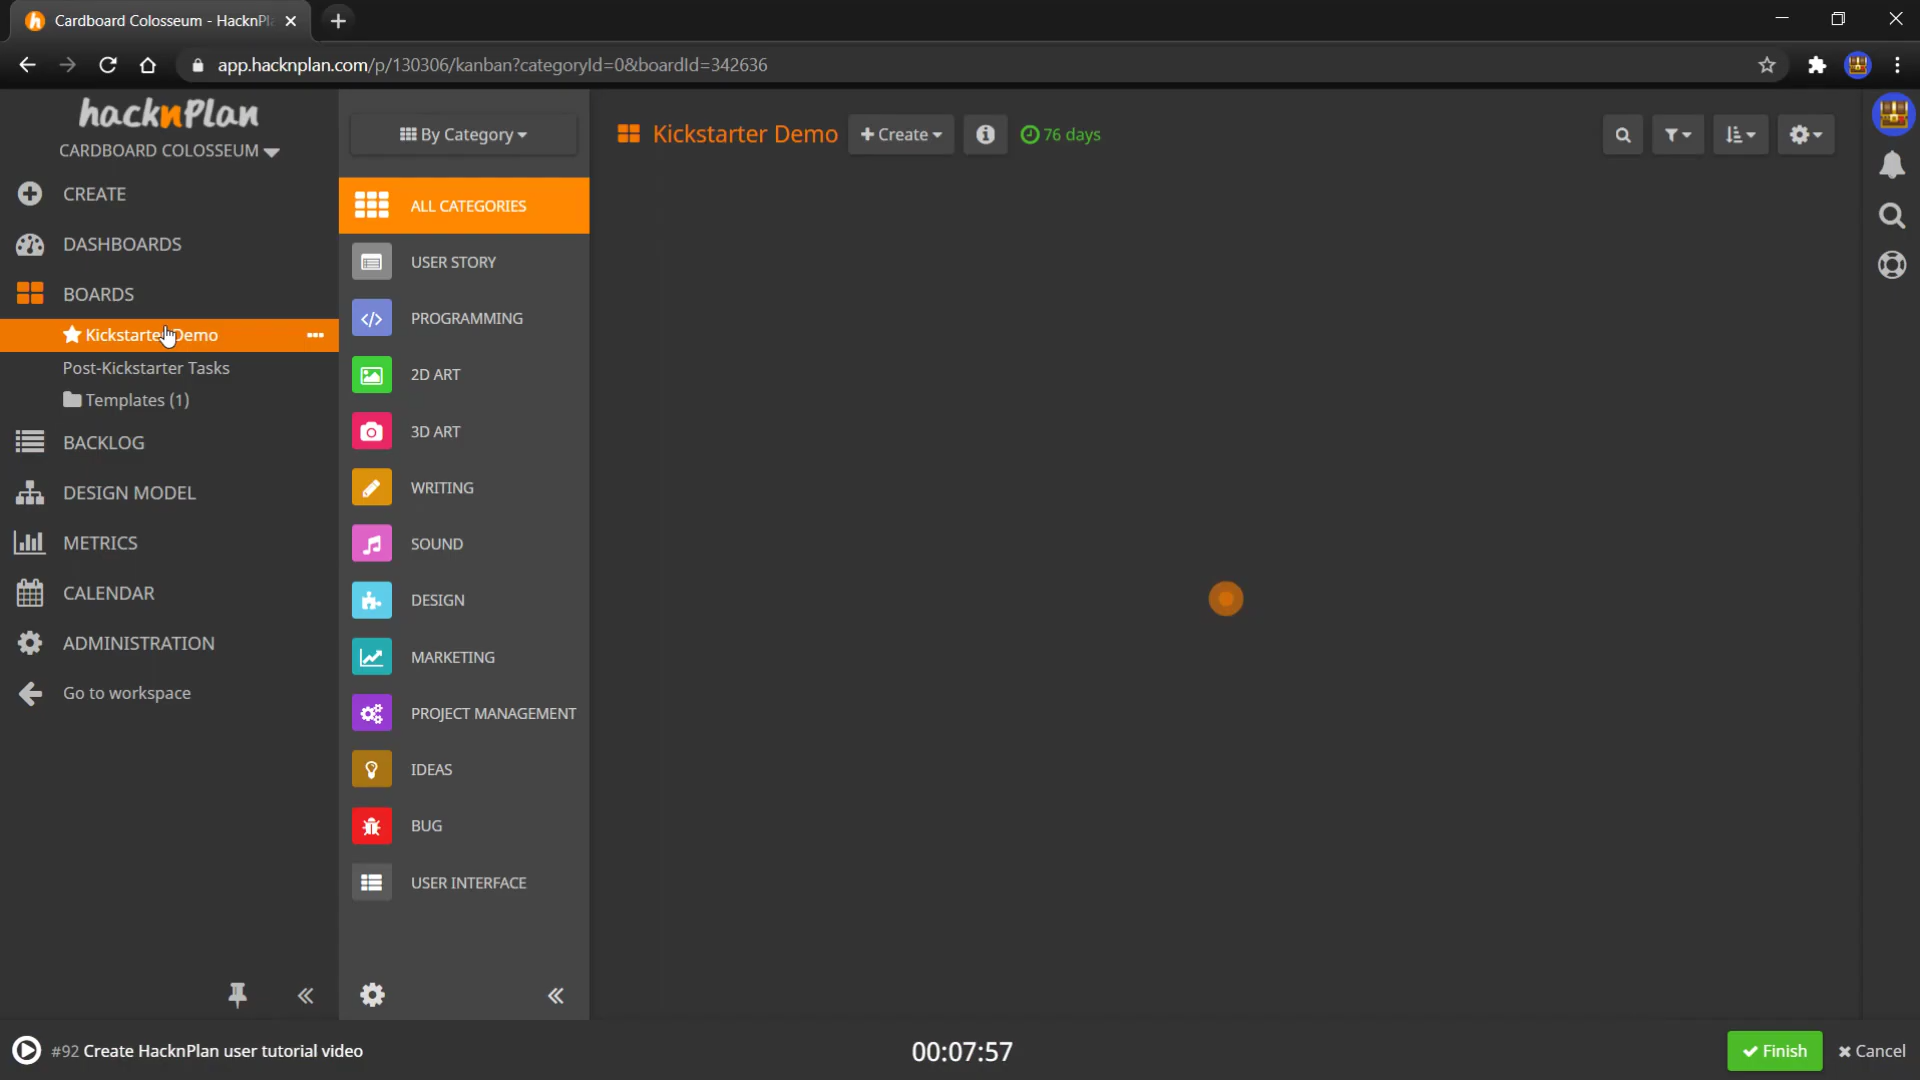 Cardboard Colosseum - HacknPl
app.hacknplan.com/p/130306/kanban?categoryId=0&boardId=342636
hacknPlan
CARDBOARD COLOSSEUM
CREATE
DASHBOARDS
BOARDS
Kickstarter Demo
Post-Kickstarter Tasks
Templates (1)
BACKLOG
DESIGN MODEL
METRICS
CALENDAR
ADMINISTRATION
Go to workspace
By Category
ALL CATEGORIES
USER STORY
PROGRAMMING
2D ART
3D ART
WRITING
SOUND
DESIGN
MARKETING
PROJECT MANAGEMENT
IDEAS
BUG
USER INTERFACE
Kickstarter Demo
+ Create
76 days
#92 Create HacknPlan user tutorial video
00:07:57
Finish
Cancel